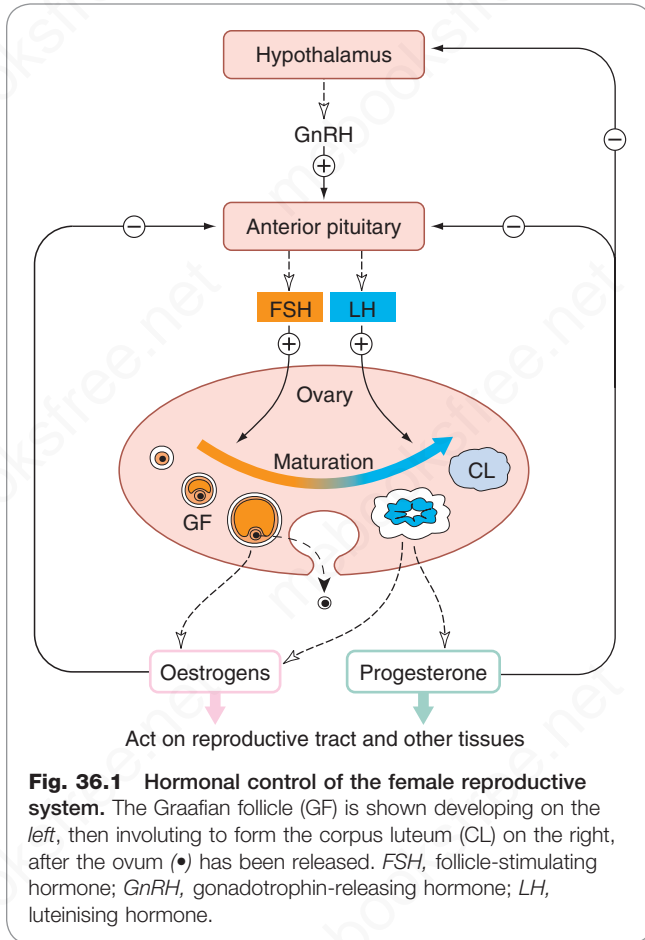 Hypothalamus
GnRH
+
−
Anterior pituitary
−
−
FSH
LH
+
+
Ovary
Maturation
CL
GF
Oestrogens
Progesterone
Act on reproductive tract and other tissues
Fig. 36.1 Hormonal control of the female reproductive
system. The Graafian follicle (GF) is shown developing on the
left, then involuting to form the corpus luteum (CL) on the right,
after the ovum (•) has been released. FSH, follicle-stimulating
hormone; GnRH, gonadotrophin-releasing hormone; LH,
luteinising hormone.
mebooksfree.net